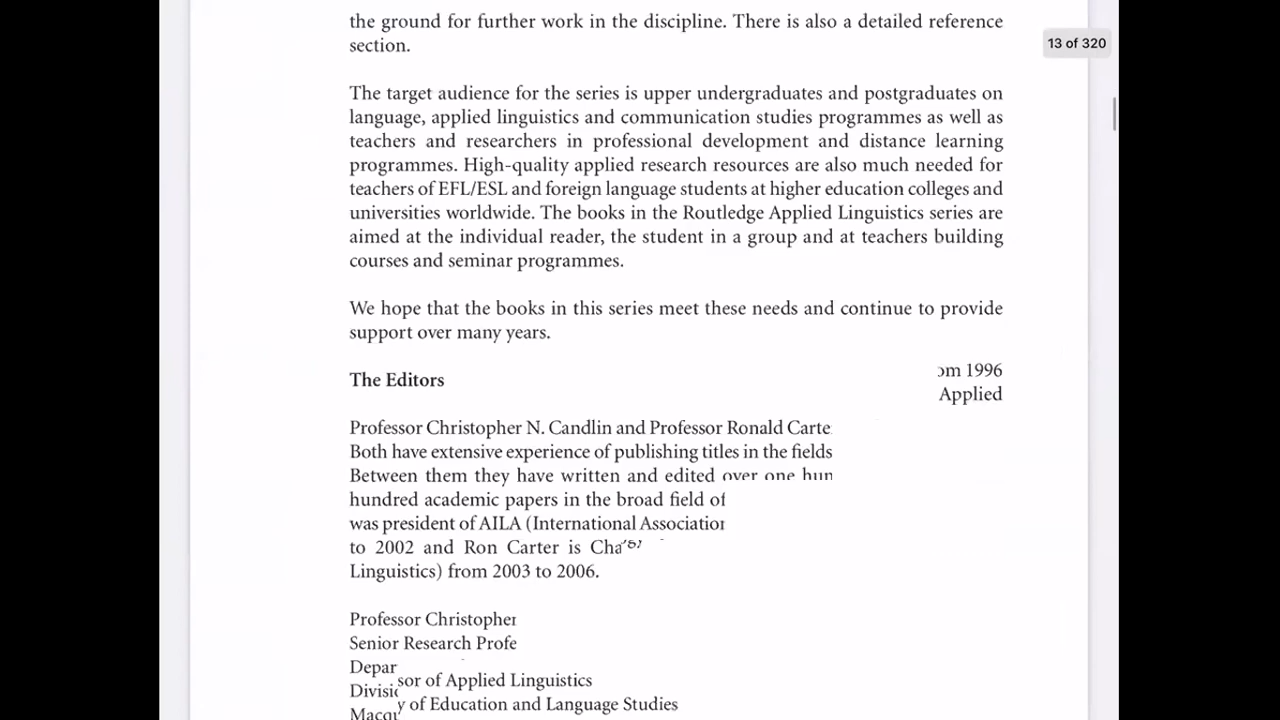 the ground for further work in the discipline. There is also a detailed reference
section.
13 of 320
The target audience for the series is upper undergraduates and postgraduates on
language, applied linguistics and communication studies programmes as well as
teachers and researchers in professional development and distance learning
programmes. High-quality applied research resources are also much needed for
teachers of EFL/ESL and foreign language students at higher education colleges and
universities worldwide. The books in the Routledge Applied Linguistics series are
aimed at the individual reader, the student in a group and at teachers building
courses and seminar programmes.
We hope that the books in this series meet these needs and continue to provide
support over many years.
1996
Applied
The Editors
Professor Christopher N. Candlin and Professor Ronald
Both have extensive experience of publishing titles in the fields
Between them they have written and edited over one
hundred academic papers in the broad field of
was president of AILA (International
to 2002 and Ron Carter is
Linguistics) from 2003 to 2006.
Professor Christopher
Senior Research
of Applied Linguistics
of Education and Language Studies